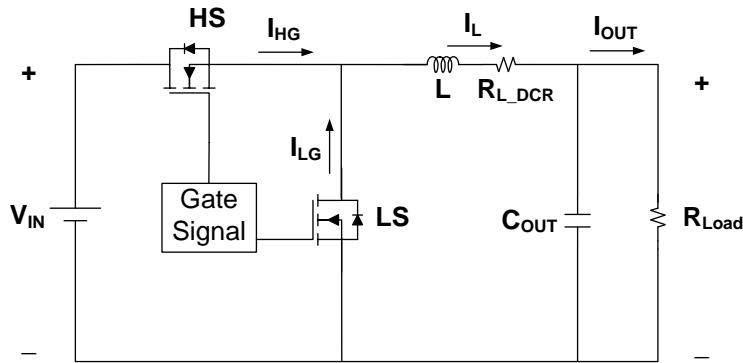 HS
I_HG
I_L
I_OUT
+
+
L
R_L_DCR
I_LG
Gate
Signal
V_IN
LS
C_OUT
R_Load
–
–